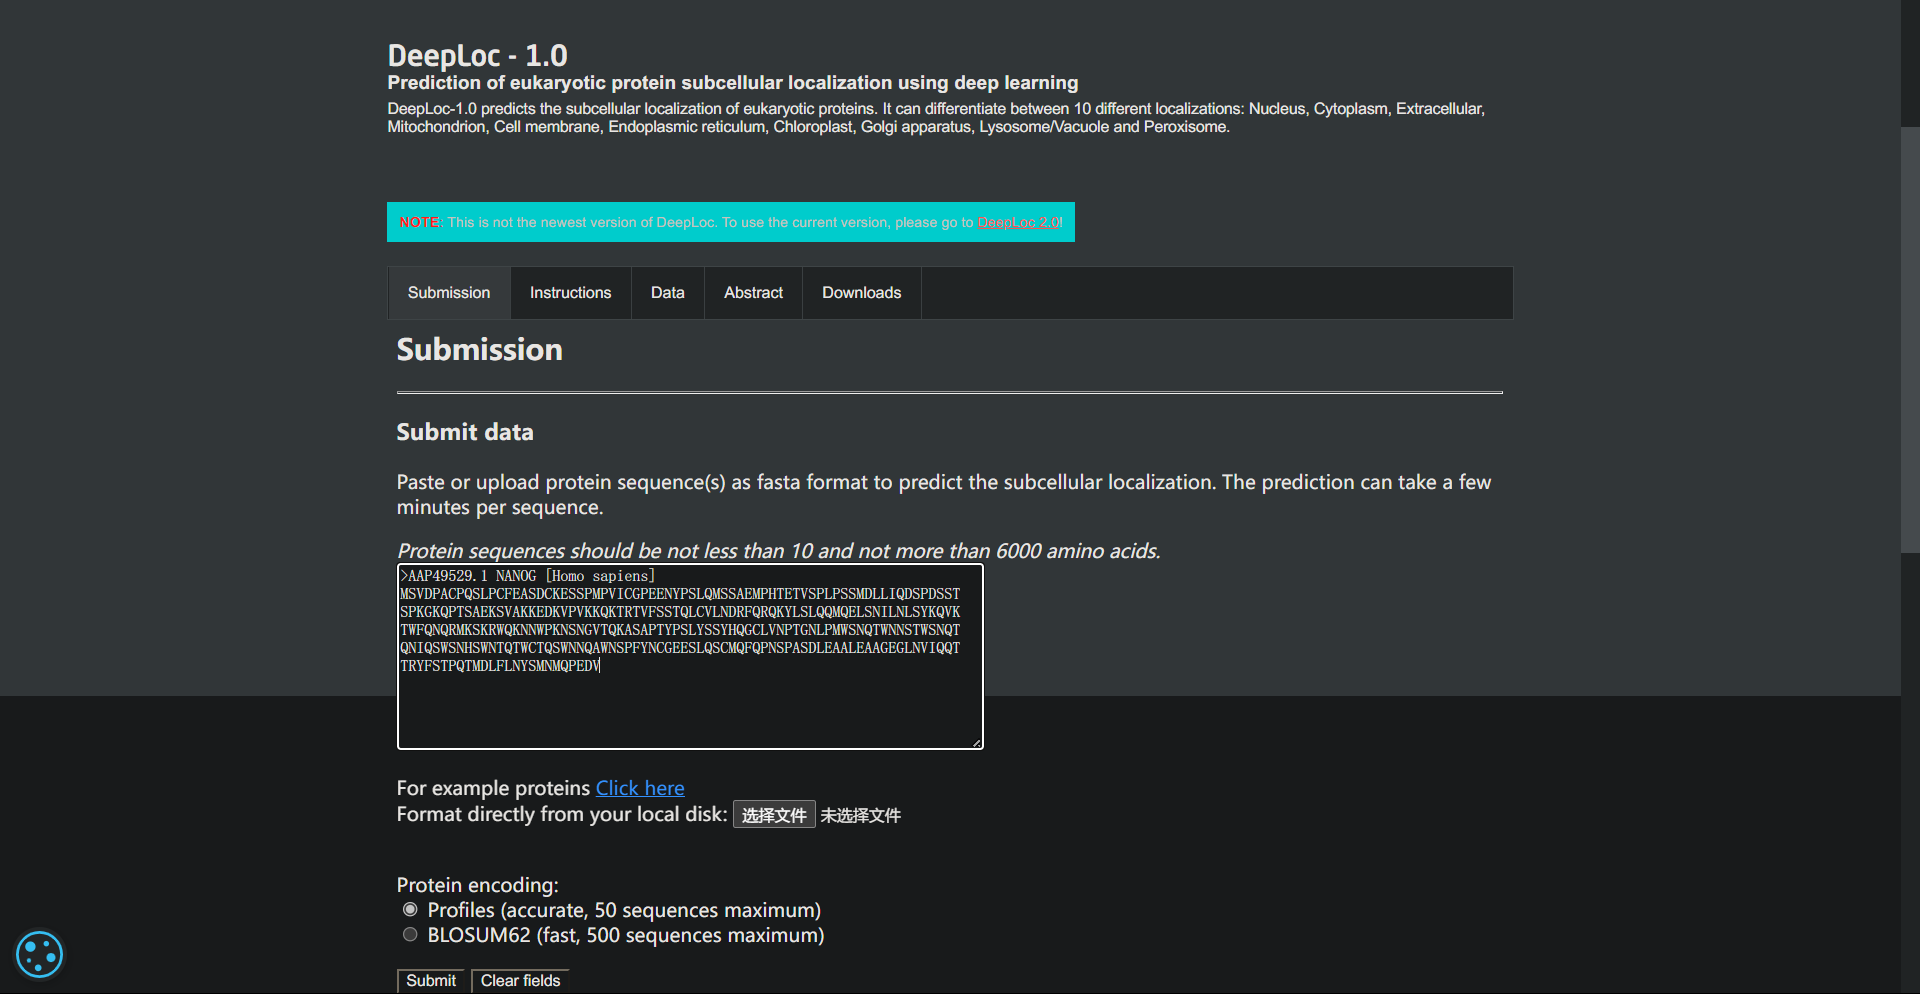 DeepLoc - 1.0
Prediction of eukaryotic protein subcellular localization using deep learning
DeepLoc-1.0 predicts the subcellular localization of eukaryotic proteins. It can differentiate between 10 different localizations: Nucleus, Cytoplasm, Extracellular,
Mitochondrion, Cell membrane, Endoplasmic reticulum, Chloroplast, Golgi apparatus, Lysosome/Vacuole and Peroxisome.
NOTE: This is not the newest version of DeepLoc. To use the current version, please go to DeepLoc 2.0!
Submission Instructions Data Abstract Downloads
Submission
Submit data
Paste or upload protein sequence(s) as fasta format to predict the subcellular localization. The prediction can take a few
minutes per sequence.
Protein sequences should be not less than 10 and not more than 6000 amino acids.
>AAP49529.1 NANOG [Homo sapiens]
MSVDPACPQSLPCFEASDCKESSPMPVICGPEENYPSLQMSSAEMPHTETVSPLPSSMDLLIQDSPDSST
SPKGKQPTSAEKSVAKKEDKVPVKKQKTRTVFSSTQLCVLNDRFQRQKYLSLQQMQELSNILNLSYKQVK
TWFQNQRMKSKRWQKNNWPKNSNGVTQKASAPTYPSLYSSYHQGCLVNPTGNLPMWSNQTWNNSTWSNQT
QNIQSWSNHSWNTQTWCTQSWNNQAWNSPFYNCGEESLQSCMQFQPNSPASDLEAALEAAGEGLNVIQQT
TRYFSTPQTMDLFLNYSMNMQPEDV
For example proteins Click here
Format directly from your local disk: 选择文件 未选择文件
Protein encoding:
Profiles (accurate, 50 sequences maximum)
BLOSUM62 (fast, 500 sequences maximum)
Submit Clear fields